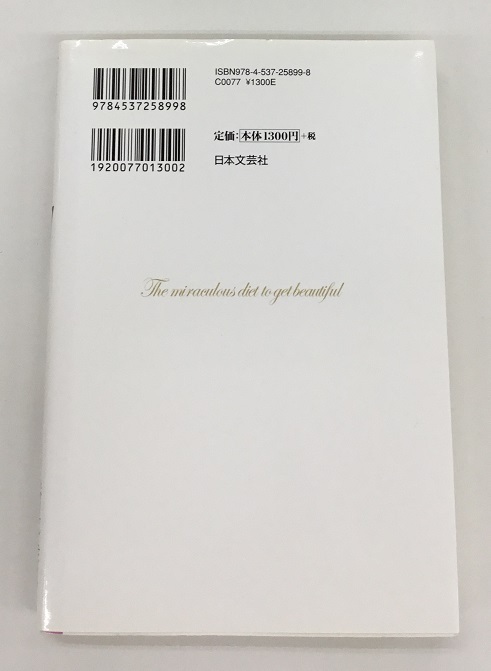 ISBN978-4-537-25899-8
C0077 ¥1300E
9784537258998
定価：本体1300円+税
1920077013002
日本文芸社
The miraculous diet to get beautiful